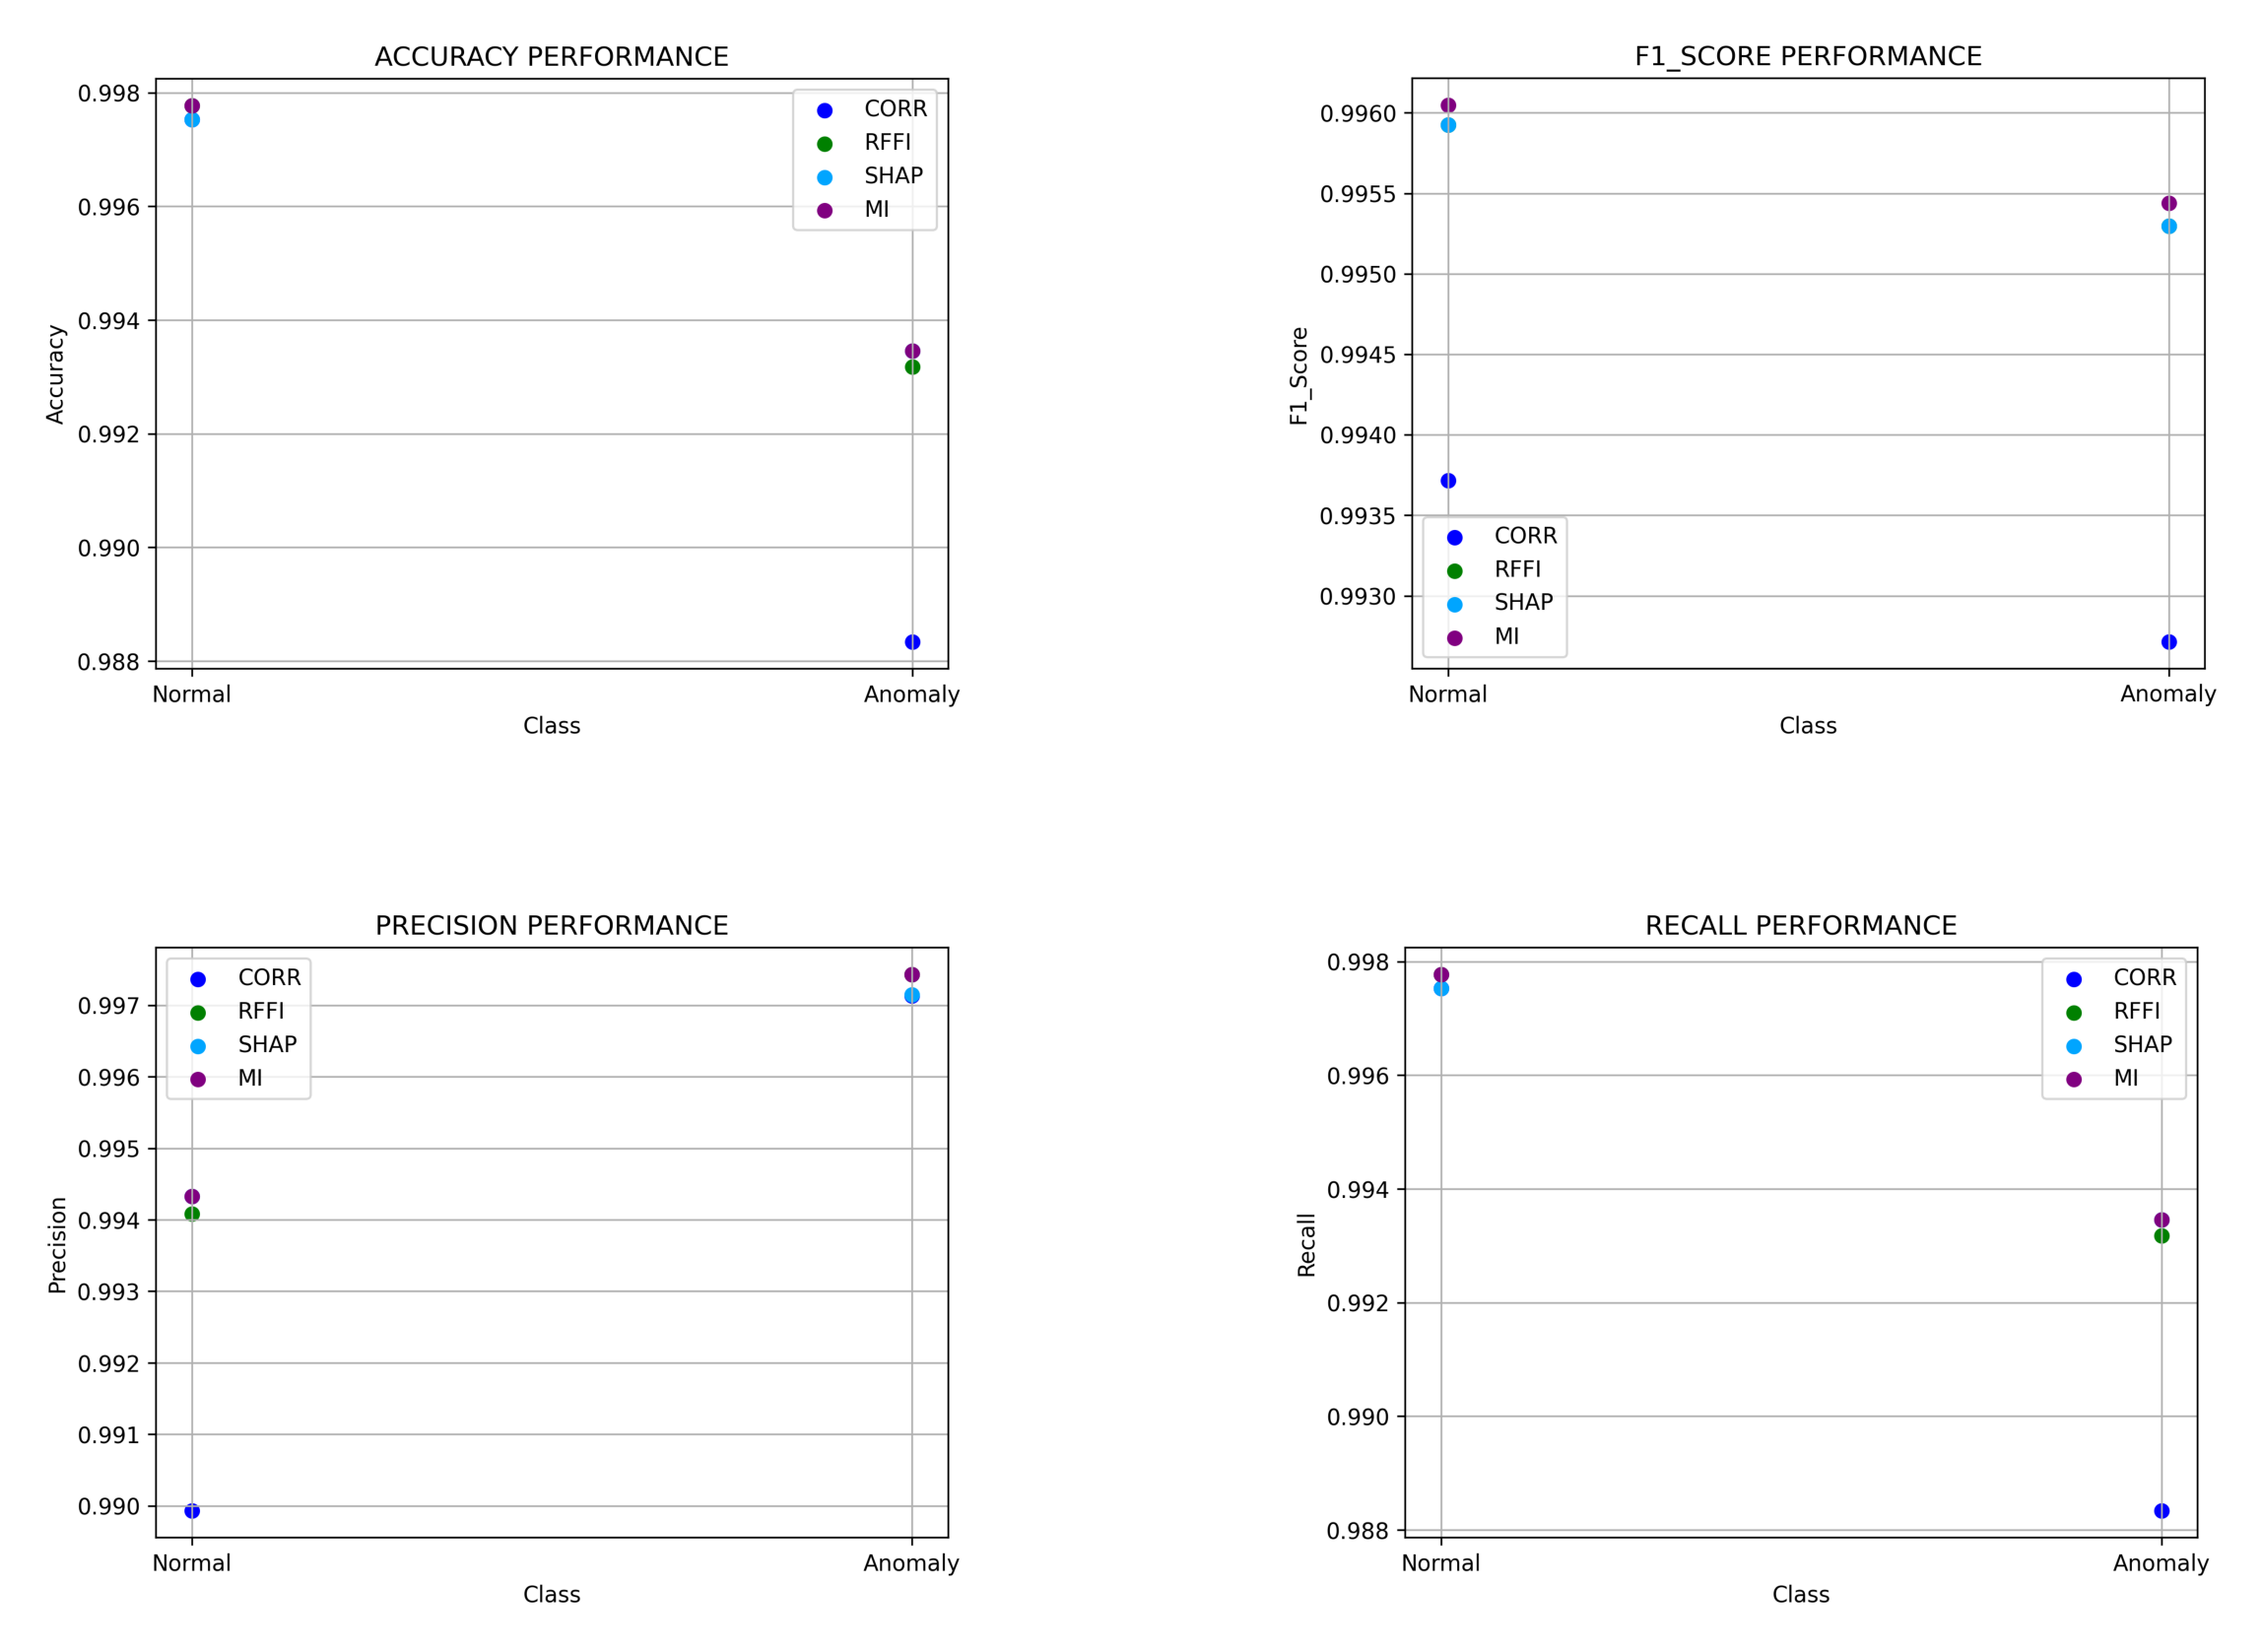 ACCURACY PERFORMANCE
0.998
0.996
0.994
0.992
0.990
0.988
Accuracy
CORR
RFFI
SHAP
MI
Normal
Anomaly
Class
F1_SCORE PERFORMANCE
0.9960
0.9955
0.9950
0.9945
0.9940
0.9935
0.9930
F1_Score
CORR
RFFI
SHAP
MI
Normal
Anomaly
Class
PRECISION PERFORMANCE
0.997
0.996
0.995
0.994
0.993
0.992
0.991
0.990
Precision
CORR
RFFI
SHAP
MI
Normal
Anomaly
Class
RECALL PERFORMANCE
0.998
0.996
0.994
0.992
0.990
0.988
Recall
CORR
RFFI
SHAP
MI
Normal
Anomaly
Class